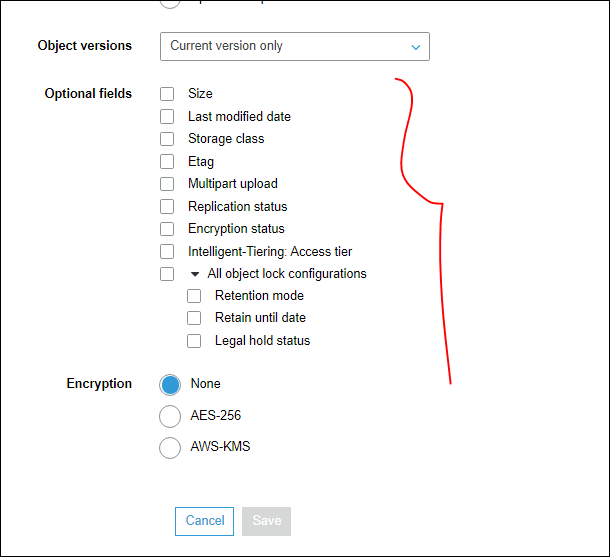 Object versions
Current version only
Optional fields
Size
Last modified date
Storage class
Etag
Multipart upload
Replication status
Encryption status
Intelligent-Tiering: Access tier
All object lock configurations
Retention mode
Retain until date
Legal hold status
Encryption
None
AES-256
AWS-KMS
Cancel
Save